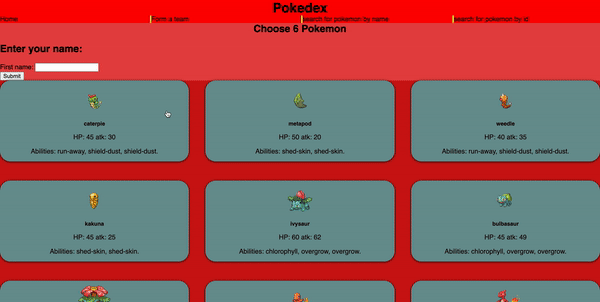 Pokedex
Home Form a team search for pokemon by name search for pokemon by id
Choose 6 Pokemon
Enter your name:
First name:
Submit
caterpie metapod weedle
HP: 45 atk: 30 HP: 50 atk: 20 HP: 40 atk: 35
Abilities: run-away, shield-dust, shield-dust. Abilities: shed-skin, shed-skin. Abilities: run-away, shield-dust, shield-dust.
kakuna ivysaur bulbasaur
HP: 45 atk: 25 HP: 60 atk: 62 HP: 45 atk: 49
Abilities: shed-skin, shed-skin. Abilities: chlorophyll, overgrow, overgrow. Abilities: chlorophyll, overgrow, overgrow.